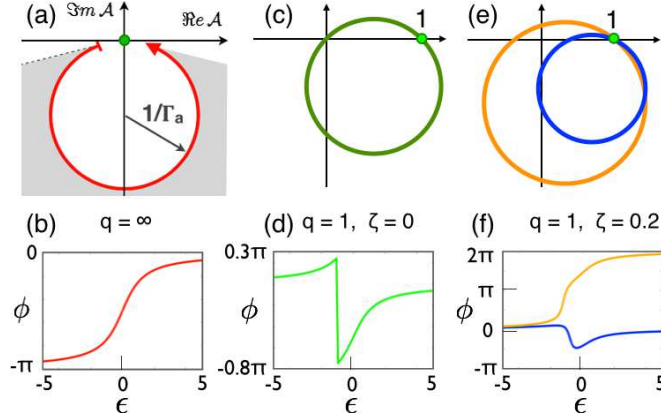 (a) ℑm 𝒜 ℜe 𝒜
1/Γₐ
(c) 1
(e) 1
(b) q = ∞
0
ϕ
-π
-5 0 5
ϵ
(d) q = 1, ζ = 0
0.3π
ϕ
-0.8π
-5 0 5
ϵ
(f) q = 1, ζ = 0.2
2π
π
ϕ
0
-π
-5 0 5
ϵ